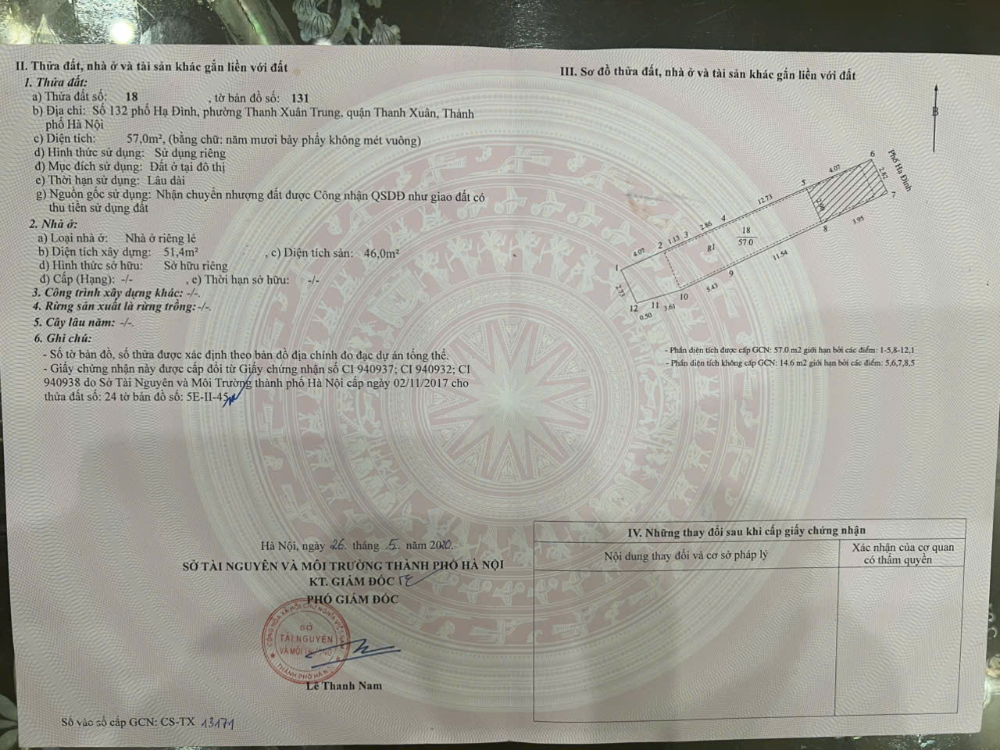 II. Thửa đất, nhà ở và tài sản khác gắn liền với đất
1. Thửa đất:
a) Thửa đất số: 18 , tờ bản đồ số: 131
b) Địa chỉ: Số 132 phố Hạ Đình, phường Thanh Xuân Trung, quận Thanh Xuân, Thành
phố Hà Nội
c) Diện tích: 57,0m², (bằng chữ: năm mươi bảy phẩy không mét vuông)
d) Hình thức sử dụng: Sử dụng riêng
đ) Mục đích sử dụng: Đất ở tại đô thị
e) Thời hạn sử dụng: Lâu dài
g) Nguồn gốc sử dụng: Nhận chuyển nhượng đất được Công nhận QSDĐ như giao đất có
thu tiền sử dụng đất
2. Nhà ở:
a) Loại nhà ở: Nhà ở riêng lẻ
b) Diện tích xây dựng: 51,4m² , c) Diện tích sàn: 46,0m²
d) Hình thức sở hữu: Sở hữu riêng
đ) Cấp (Hạng): -/- , e) Thời hạn sở hữu: -/-
3. Công trình xây dựng khác: -/-.
4. Rừng sản xuất là rừng trồng: -/-.
5. Cây lâu năm: -/-.
6. Ghi chú:
- Số tờ bản đồ, số thửa được xác định theo bản đồ địa chính đo đạc dự án tổng thể.
- Giấy chứng nhận này được cấp đổi từ Giấy chứng nhận số CI 940937; CI 940932; CI
940938 do Sở Tài Nguyên và Môi Trường thành phố Hà Nội cấp ngày 02/11/2017 cho
thửa đất số: 24 tờ bản đồ số: 5E-II-45
Hà Nội, ngày 26 tháng 5 năm 2020.
SỞ TÀI NGUYÊN VÀ MÔI TRƯỜNG THÀNH PHỐ HÀ NỘI
KT. GIÁM ĐỐC
PHÓ GIÁM ĐỐC
CỘNG HÒA XÃ HỘI CHỦ NGHĨA VIỆT NAM
SỞ
TÀI NGUYÊN
VÀ MÔI TRƯỜNG
THÀNH PHỐ HÀ NỘI
Lê Thanh Nam
Số vào sổ cấp GCN: CS-TX 13171
III. Sơ đồ thửa đất, nhà ở và tài sản khác gắn liền với đất
B
Phố Hạ Đình
6
4.07
2.82
5
7
12.73
3.95
4
8
2.86
18
57.0
3
1.13
g1
11.54
2
4.07
9
1
5.43
2.73
10
12
11
3.61
0.50
- Phần diện tích được cấp GCN: 57.0 m2 giới hạn bởi các điểm: 1-5,8-12,1
- Phần diện tích không cấp GCN: 14.6 m2 giới hạn bởi các điểm: 5,6,7,8,5
IV. Những thay đổi sau khi cấp giấy chứng nhận
Nội dung thay đổi và cơ sở pháp lý
Xác nhận của cơ quan
có thẩm quyền